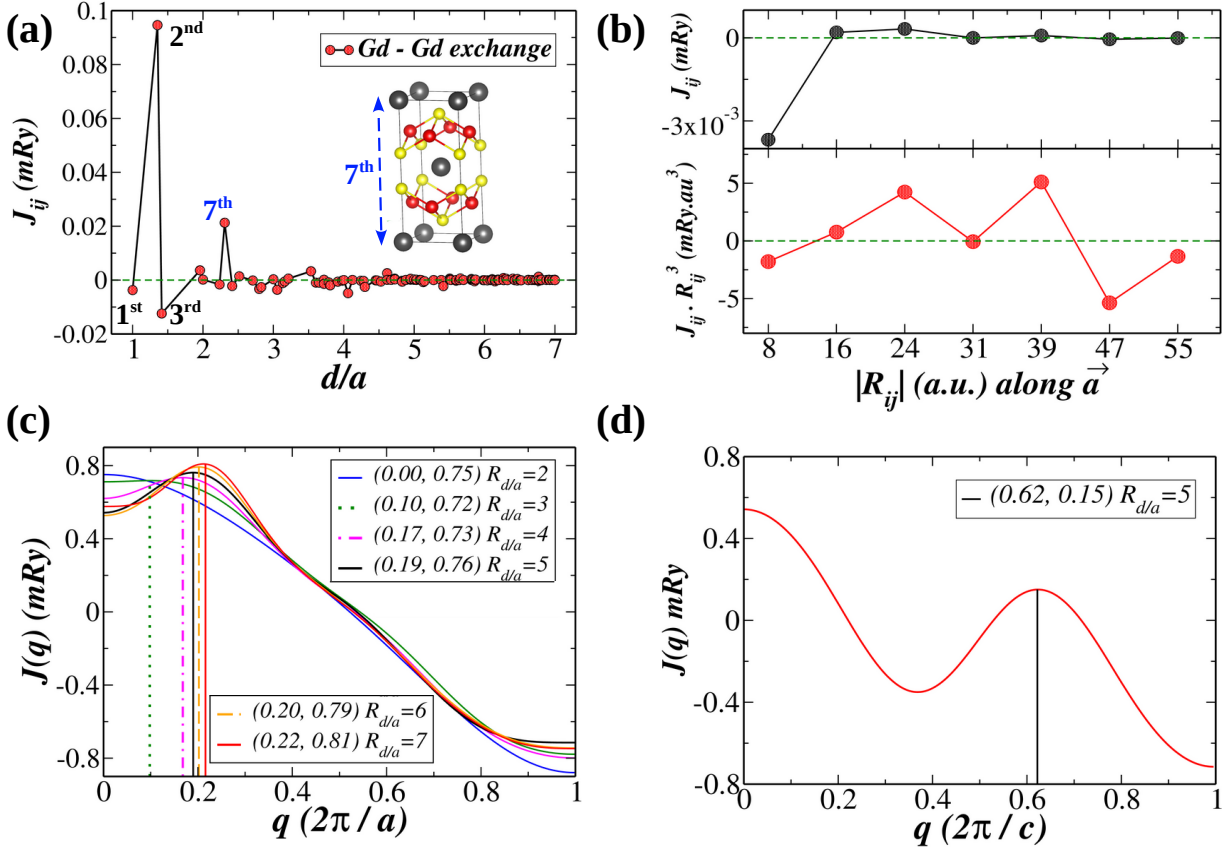 (a)
0.1
0.08
0.06
0.04
0.02
0
-0.02
J_ij (mRy)
2nd
Gd - Gd exchange
7th
7th
1st
3rd
1 2 3 4 5 6 7
d/a
(b)
0
-3x10^-3
J_ij (mRy)
5
0
-5
J_ij . R_ij^3 (mRy.au^3)
8 16 24 31 39 47 55
|R_ij| (a.u.) along a→
(c)
0.8
0.4
0
-0.4
-0.8
J(q) (mRy)
(0.00, 0.75) R_d/a=2
(0.10, 0.72) R_d/a=3
(0.17, 0.73) R_d/a=4
(0.19, 0.76) R_d/a=5
(0.20, 0.79) R_d/a=6
(0.22, 0.81) R_d/a=7
0 0.2 0.4 0.6 0.8 1
q (2π / a)
(d)
0.8
0.4
0
-0.4
-0.8
J(q) mRy
(0.62, 0.15) R_d/a=5
0 0.2 0.4 0.6 0.8 1
q (2π / c)